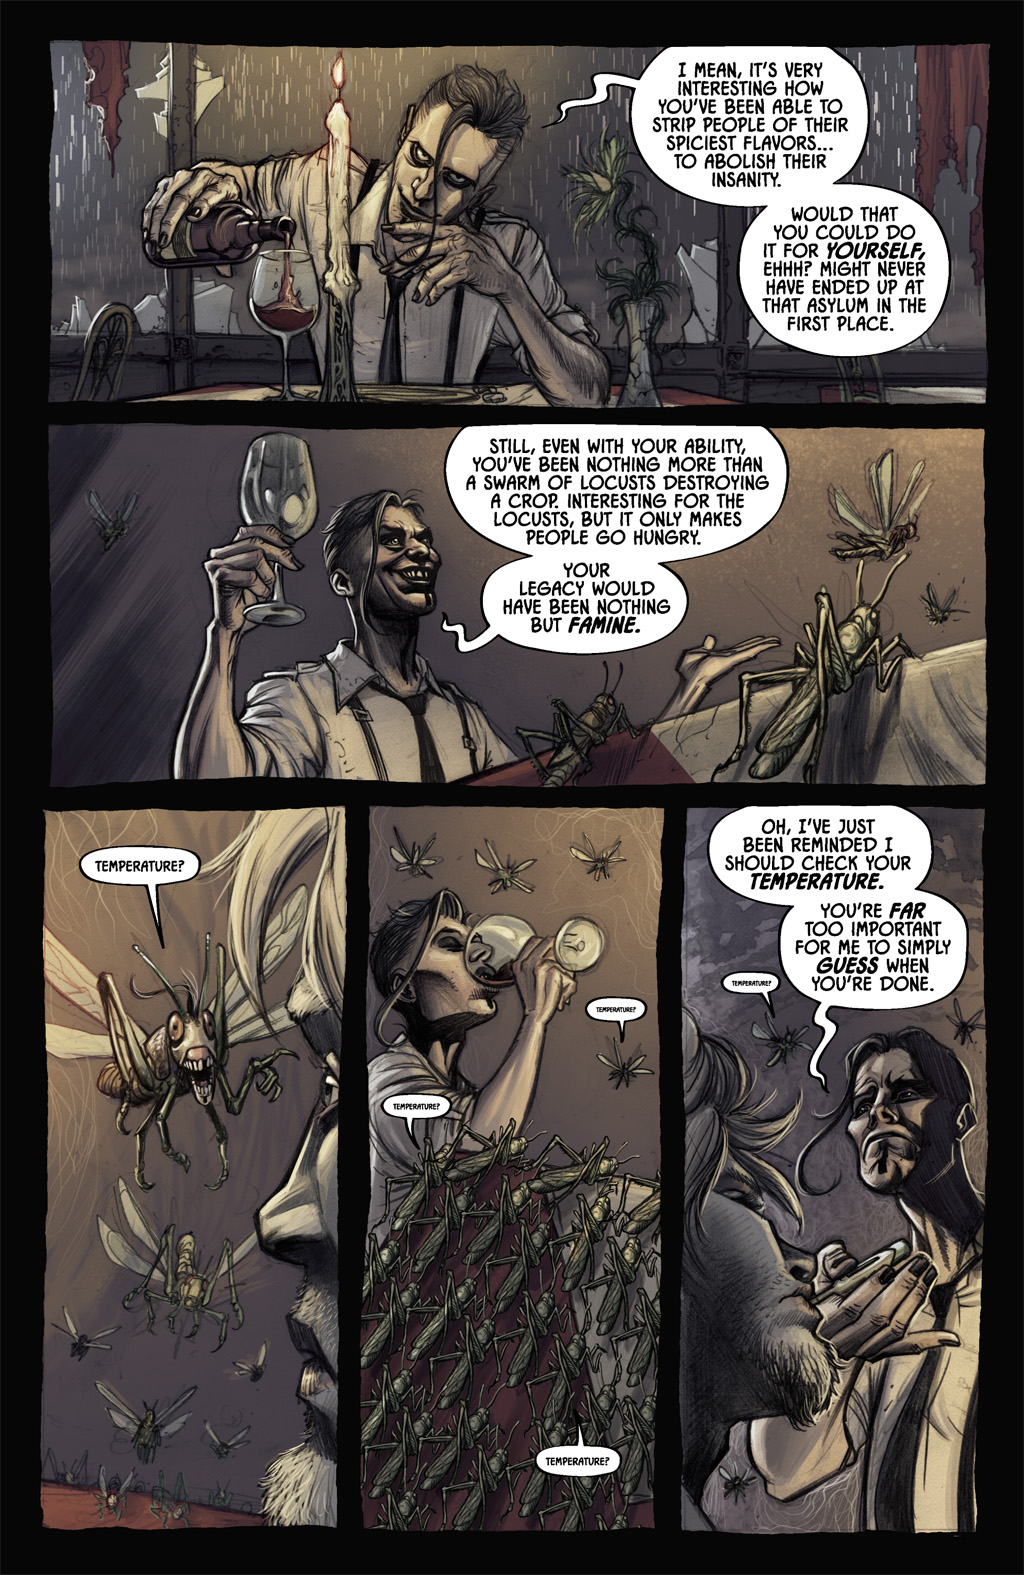 I MEAN, IT'S VERY
INTERESTING HOW
YOU'VE BEEN ABLE TO
STRIP PEOPLE OF THEIR
SPICIEST FLAVORS...
TO ABOLISH THEIR
INSANITY.
WOULD THAT
YOU COULD DO
IT FOR YOURSELF,
EHHH? MIGHT NEVER
HAVE ENDED UP AT
THAT ASYLUM IN THE
FIRST PLACE.
STILL, EVEN WITH YOUR ABILITY,
YOU'VE BEEN NOTHING MORE THAN
A SWARM OF LOCUSTS DESTROYING
A CROP. INTERESTING FOR THE
LOCUSTS, BUT IT ONLY MAKES
PEOPLE GO HUNGRY.
YOUR
LEGACY WOULD
HAVE BEEN NOTHING
BUT FAMINE.
TEMPERATURE?
TEMPERATURE?
TEMPERATURE?
TEMPERATURE?
OH, I'VE JUST
BEEN REMINDED I
SHOULD CHECK YOUR
TEMPERATURE.
YOU'RE FAR
TOO IMPORTANT
FOR ME TO SIMPLY
GUESS WHEN
YOU'RE DONE.
TEMPERATURE?